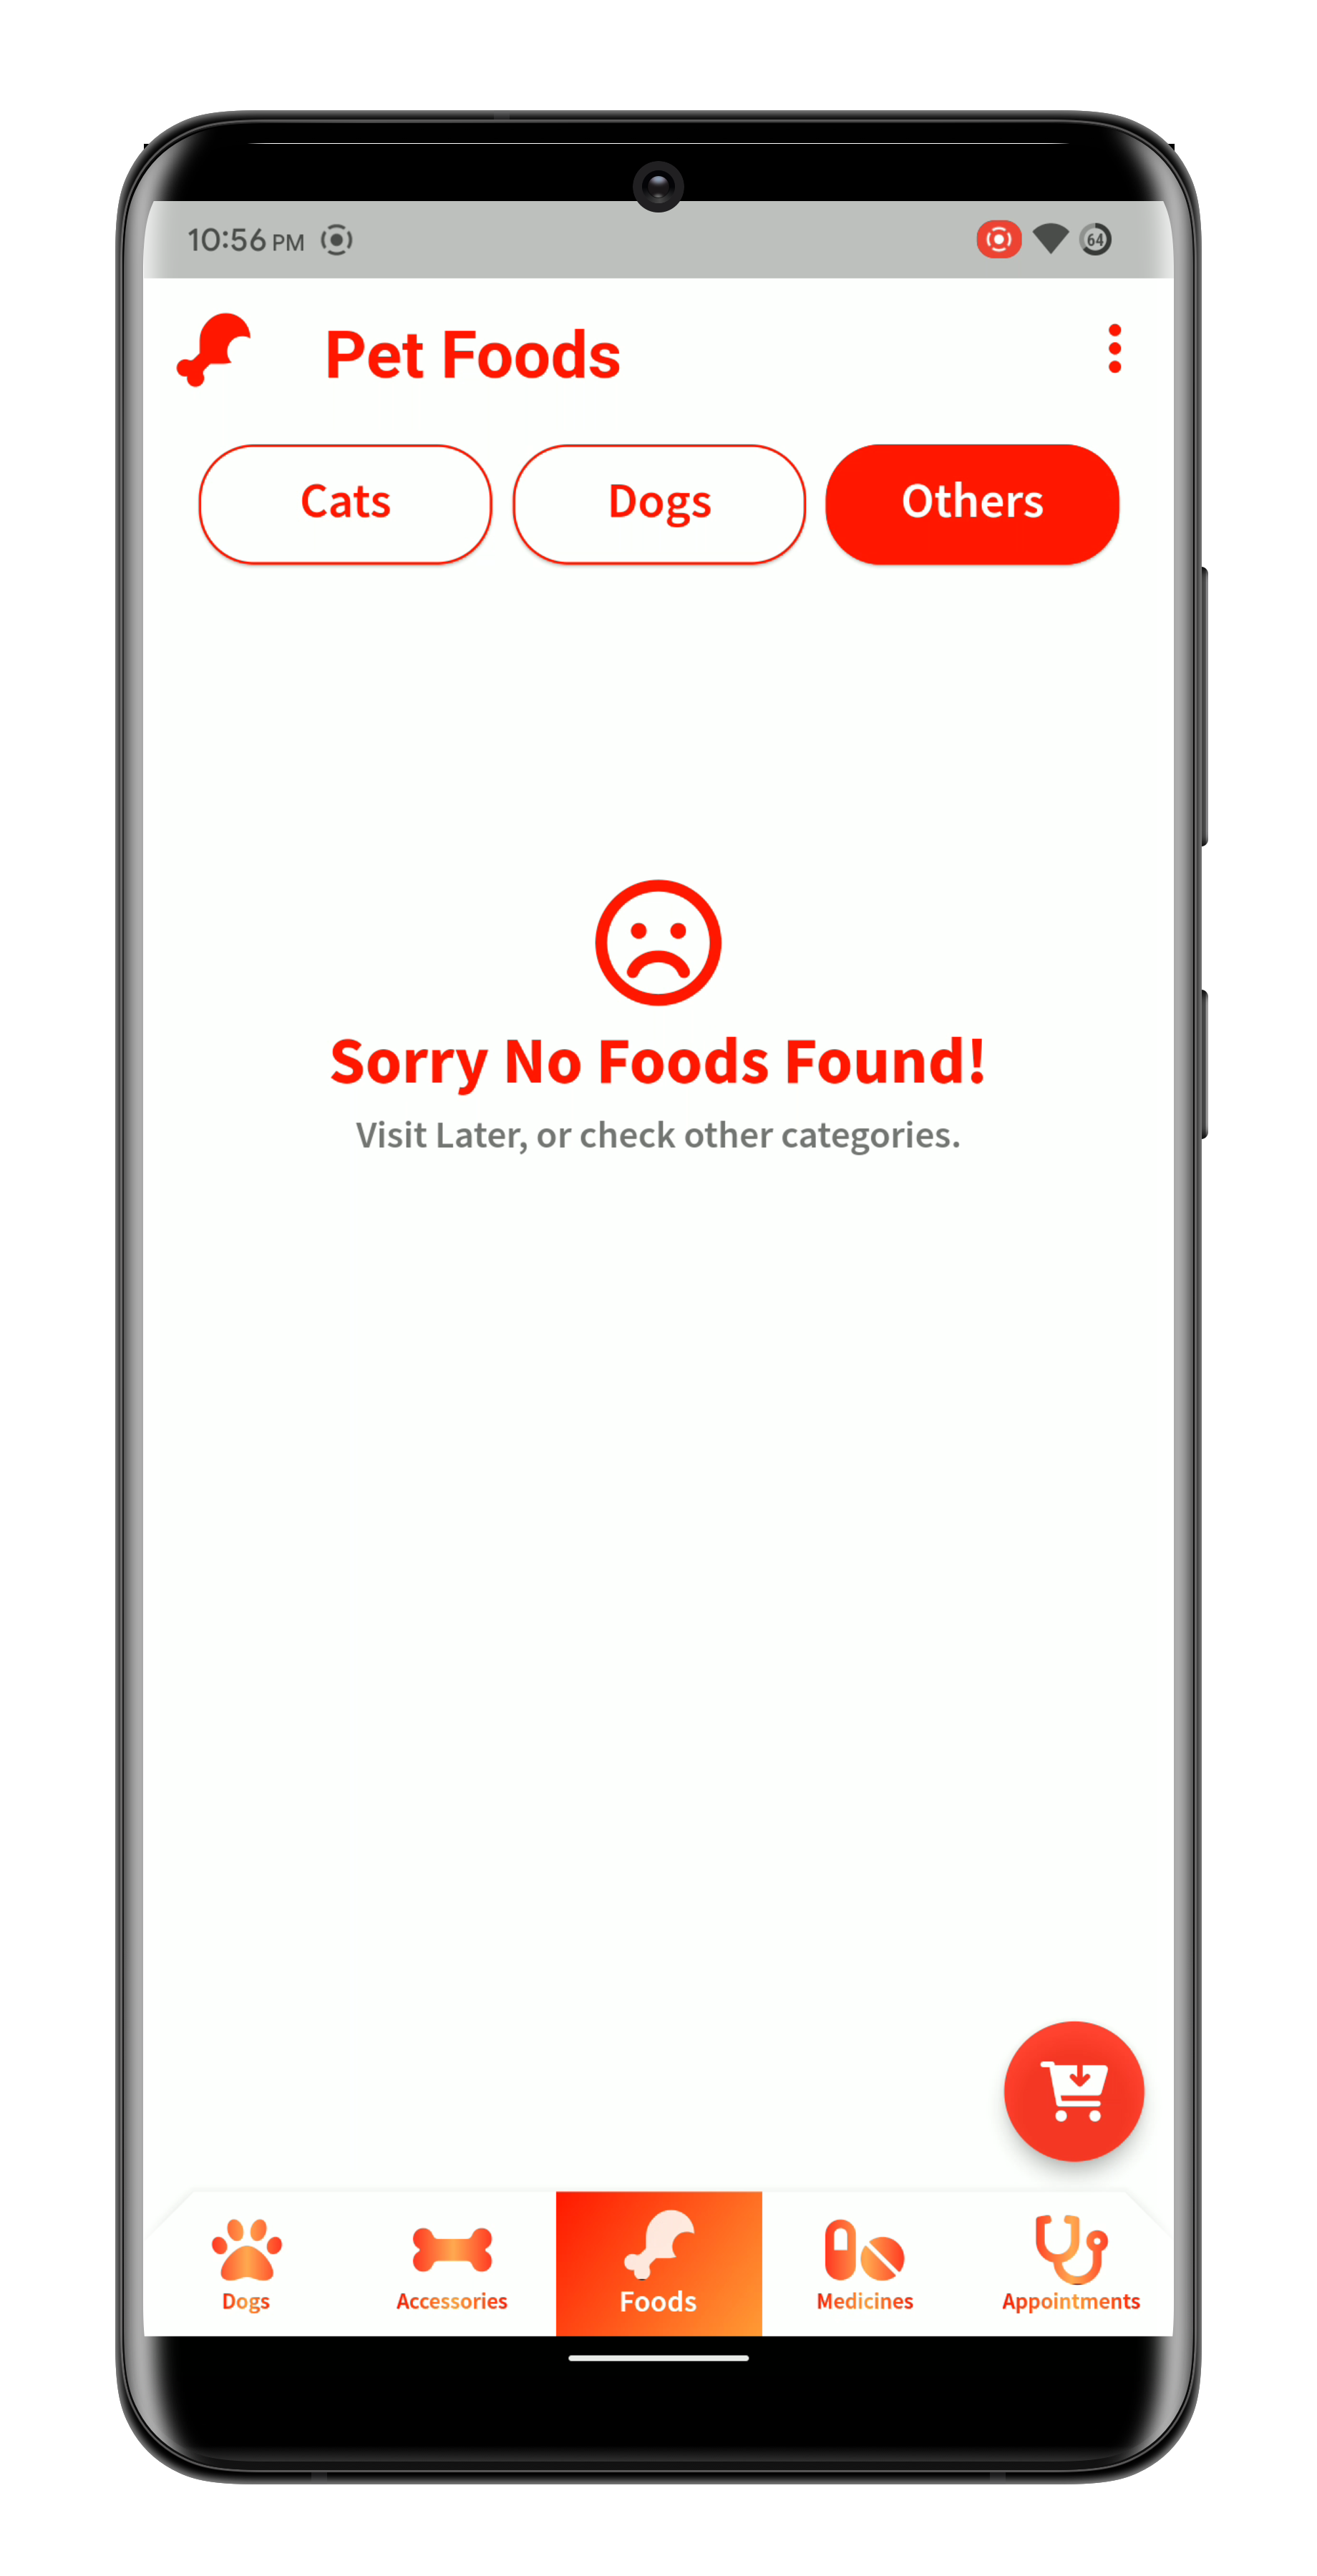 10:56 PM
64
Pet Foods
Cats Dogs Others
Sorry No Foods Found!
Visit Later, or check other categories.
Dogs Accessories Foods Medicines Appointments